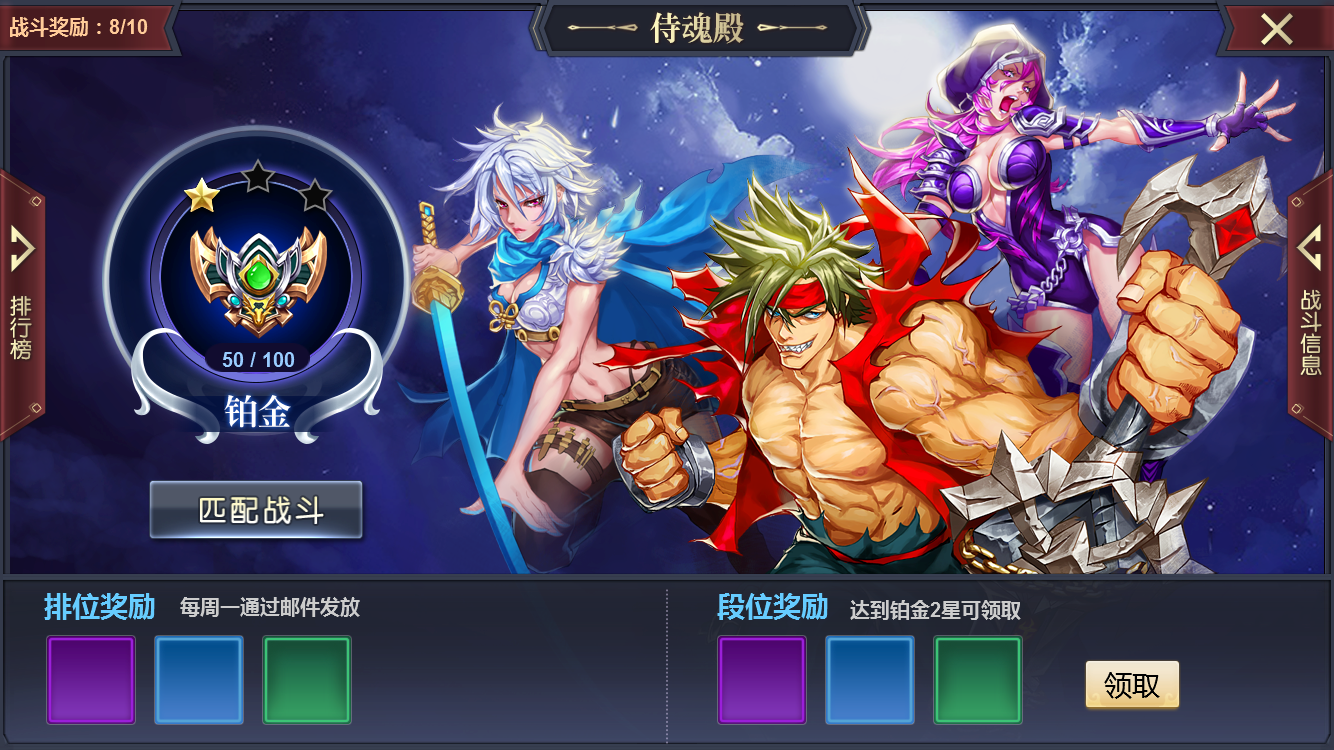 战斗奖励：8/10
侍魂殿
排行榜
50 / 100
铂金
匹配战斗
战斗信息
排位奖励 每周一通过邮件发放
段位奖励 达到铂金2星可领取
领取